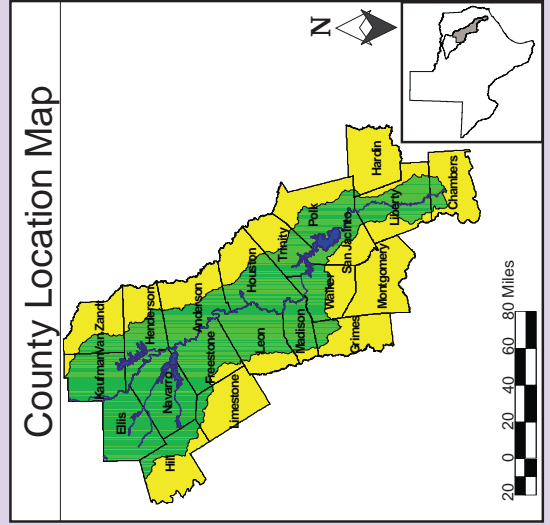 County Location Map
N
Kaufman
Van Zandt
Ellis
Henderson
Navarro
Anderson
Hill
Freestone
Limestone
Houston
Leon
Trinity
Madison
Polk
Walker
San Jacinto
Hardin
Grimes
Montgomery
Liberty
Chambers
20 0 20 40 60 80 Miles